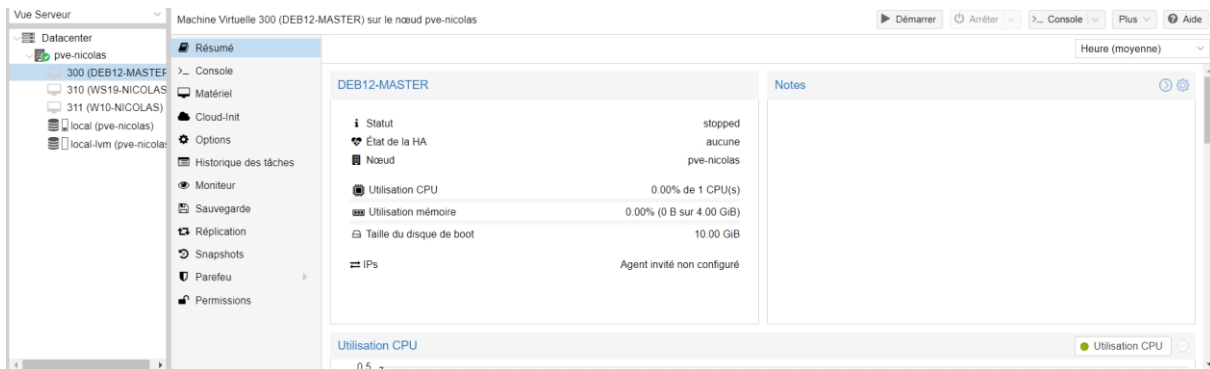 Vue Serveur
Machine Virtuelle 300 (DEB12-MASTER) sur le nœud pve-nicolas
Démarrer
Arrêter
Console
Plus
Aide
Datacenter
pve-nicolas
300 (DEB12-MASTER
310 (WS19-NICOLAS
311 (W10-NICOLAS)
local (pve-nicolas)
local-lvm (pve-nicolas
Résumé
Console
Matériel
Cloud-Init
Options
Historique des tâches
Moniteur
Sauvegarde
Réplication
Snapshots
Parefeu
Permissions
Heure (moyenne)
DEB12-MASTER
Statut stopped
État de la HA aucune
Nœud pve-nicolas
Utilisation CPU 0.00% de 1 CPU(s)
Utilisation mémoire 0.00% (0 B sur 4.00 GiB)
Taille du disque de boot 10.00 GiB
IPs Agent invité non configuré
Notes
Utilisation CPU
Utilisation CPU
0.5